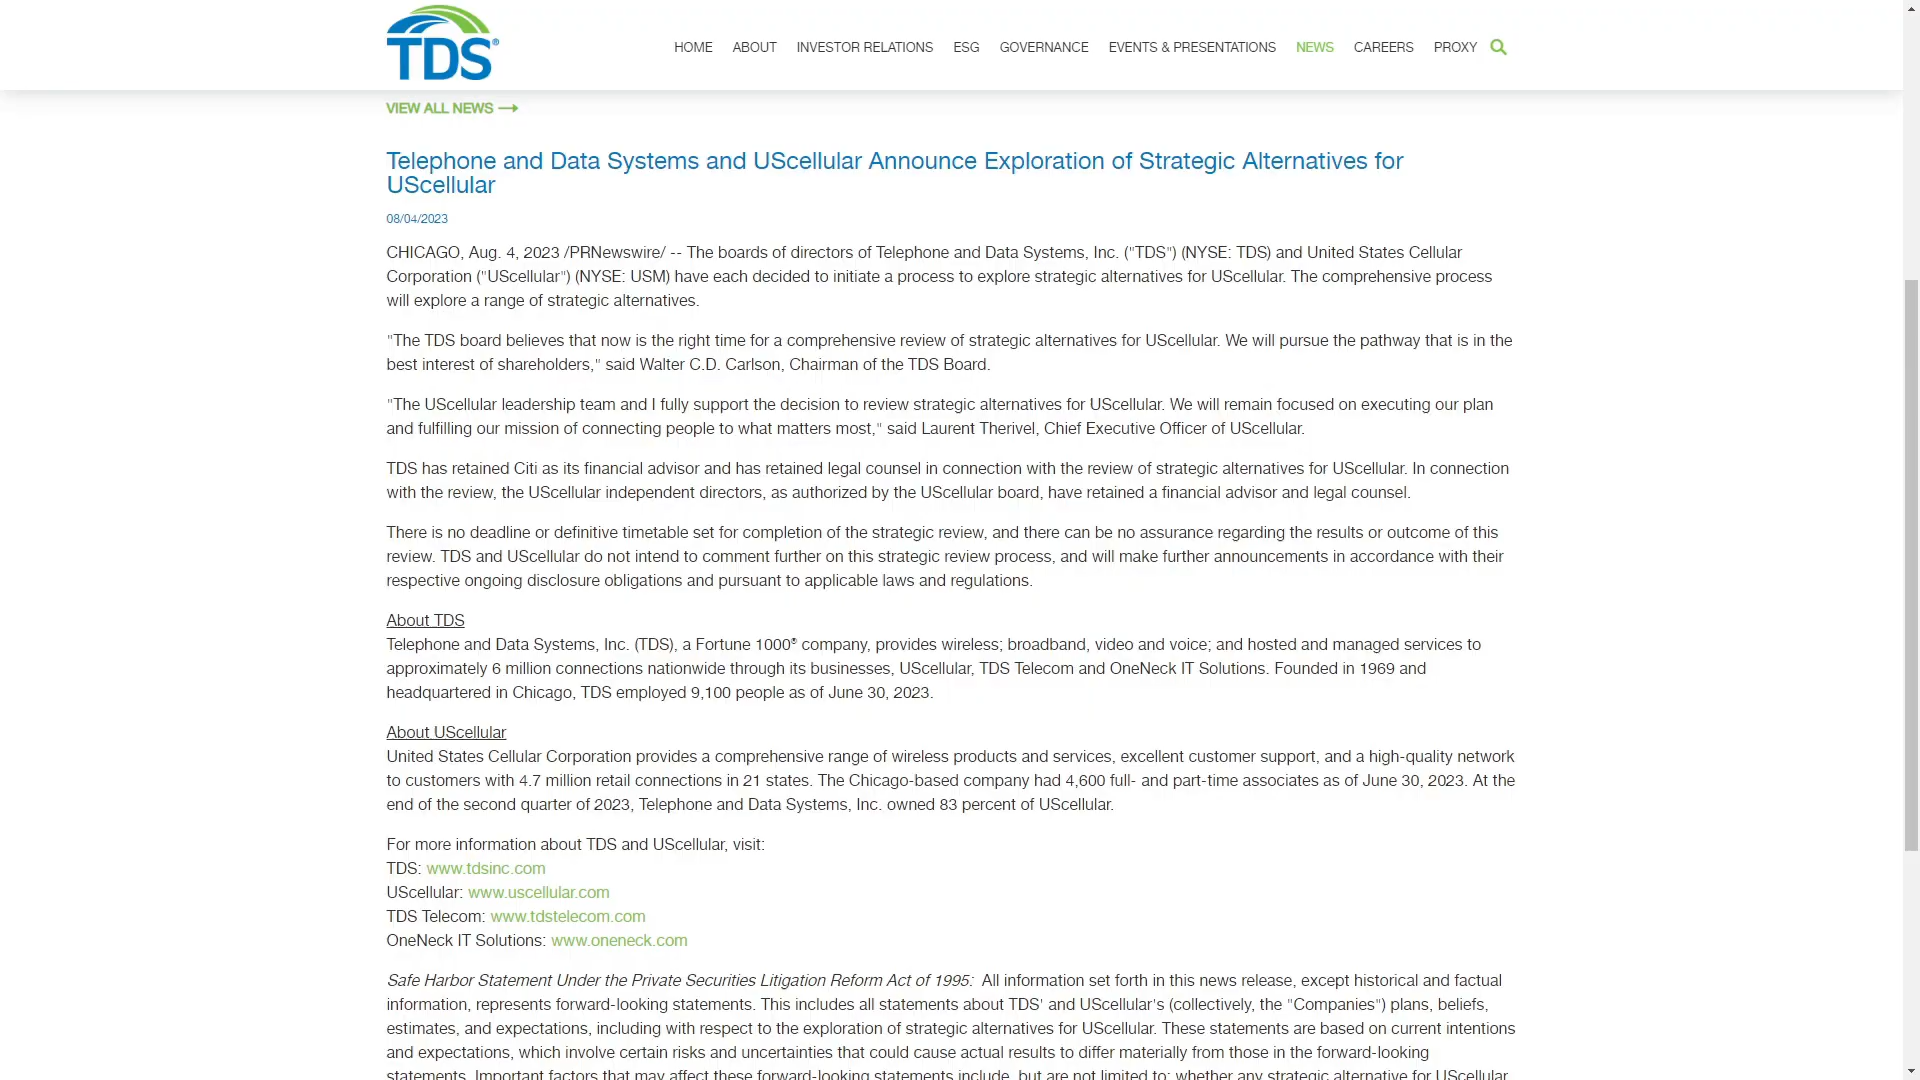 TDS®
HOME ABOUT INVESTOR RELATIONS ESG GOVERNANCE EVENTS & PRESENTATIONS NEWS CAREERS PROXY
VIEW ALL NEWS
Telephone and Data Systems and UScellular Announce Exploration of Strategic Alternatives for
UScellular
08/04/2023
CHICAGO, Aug. 4, 2023 /PRNewswire/ -- The boards of directors of Telephone and Data Systems, Inc. ("TDS") (NYSE: TDS) and United States Cellular
Corporation ("UScellular") (NYSE: USM) have each decided to initiate a process to explore strategic alternatives for UScellular. The comprehensive process
will explore a range of strategic alternatives.
"The TDS board believes that now is the right time for a comprehensive review of strategic alternatives for UScellular. We will pursue the pathway that is in the
best interest of shareholders," said Walter C.D. Carlson, Chairman of the TDS Board.
"The UScellular leadership team and I fully support the decision to review strategic alternatives for UScellular. We will remain focused on executing our plan
and fulfilling our mission of connecting people to what matters most," said Laurent Therivel, Chief Executive Officer of UScellular.
TDS has retained Citi as its financial advisor and has retained legal counsel in connection with the review of strategic alternatives for UScellular. In connection
with the review, the UScellular independent directors, as authorized by the UScellular board, have retained a financial advisor and legal counsel.
There is no deadline or definitive timetable set for completion of the strategic review, and there can be no assurance regarding the results or outcome of this
review. TDS and UScellular do not intend to comment further on this strategic review process, and will make further announcements in accordance with their
respective ongoing disclosure obligations and pursuant to applicable laws and regulations.
About TDS
Telephone and Data Systems, Inc. (TDS), a Fortune 1000® company, provides wireless; broadband, video and voice; and hosted and managed services to
approximately 6 million connections nationwide through its businesses, UScellular, TDS Telecom and OneNeck IT Solutions. Founded in 1969 and
headquartered in Chicago, TDS employed 9,100 people as of June 30, 2023.
About UScellular
United States Cellular Corporation provides a comprehensive range of wireless products and services, excellent customer support, and a high-quality network
to customers with 4.7 million retail connections in 21 states. The Chicago-based company had 4,600 full- and part-time associates as of June 30, 2023. At the
end of the second quarter of 2023, Telephone and Data Systems, Inc. owned 83 percent of UScellular.
For more information about TDS and UScellular, visit:
TDS: www.tdsinc.com
UScellular: www.uscellular.com
TDS Telecom: www.tdstelecom.com
OneNeck IT Solutions: www.oneneck.com
Safe Harbor Statement Under the Private Securities Litigation Reform Act of 1995: All information set forth in this news release, except historical and factual
information, represents forward-looking statements. This includes all statements about TDS' and UScellular's (collectively, the "Companies") plans, beliefs,
estimates, and expectations, including with respect to the exploration of strategic alternatives for UScellular. These statements are based on current intentions
and expectations, which involve certain risks and uncertainties that could cause actual results to differ materially from those in the forward-looking
statements. Important factors that may affect these forward-looking statements include, but are not limited to: whether any strategic alternative for UScellular